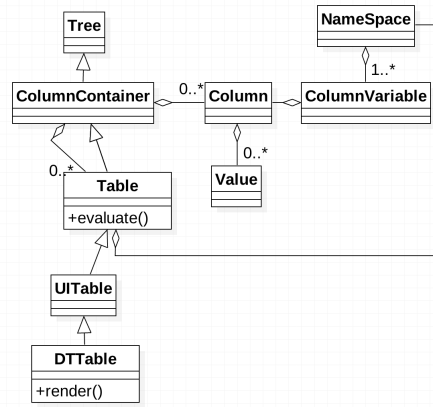 NameSpace
Tree
1..*
ColumnContainer
0..*
Column
ColumnVariable
0..*
0..*
Table
Value
+evaluate()
UITable
DTTable
+render()